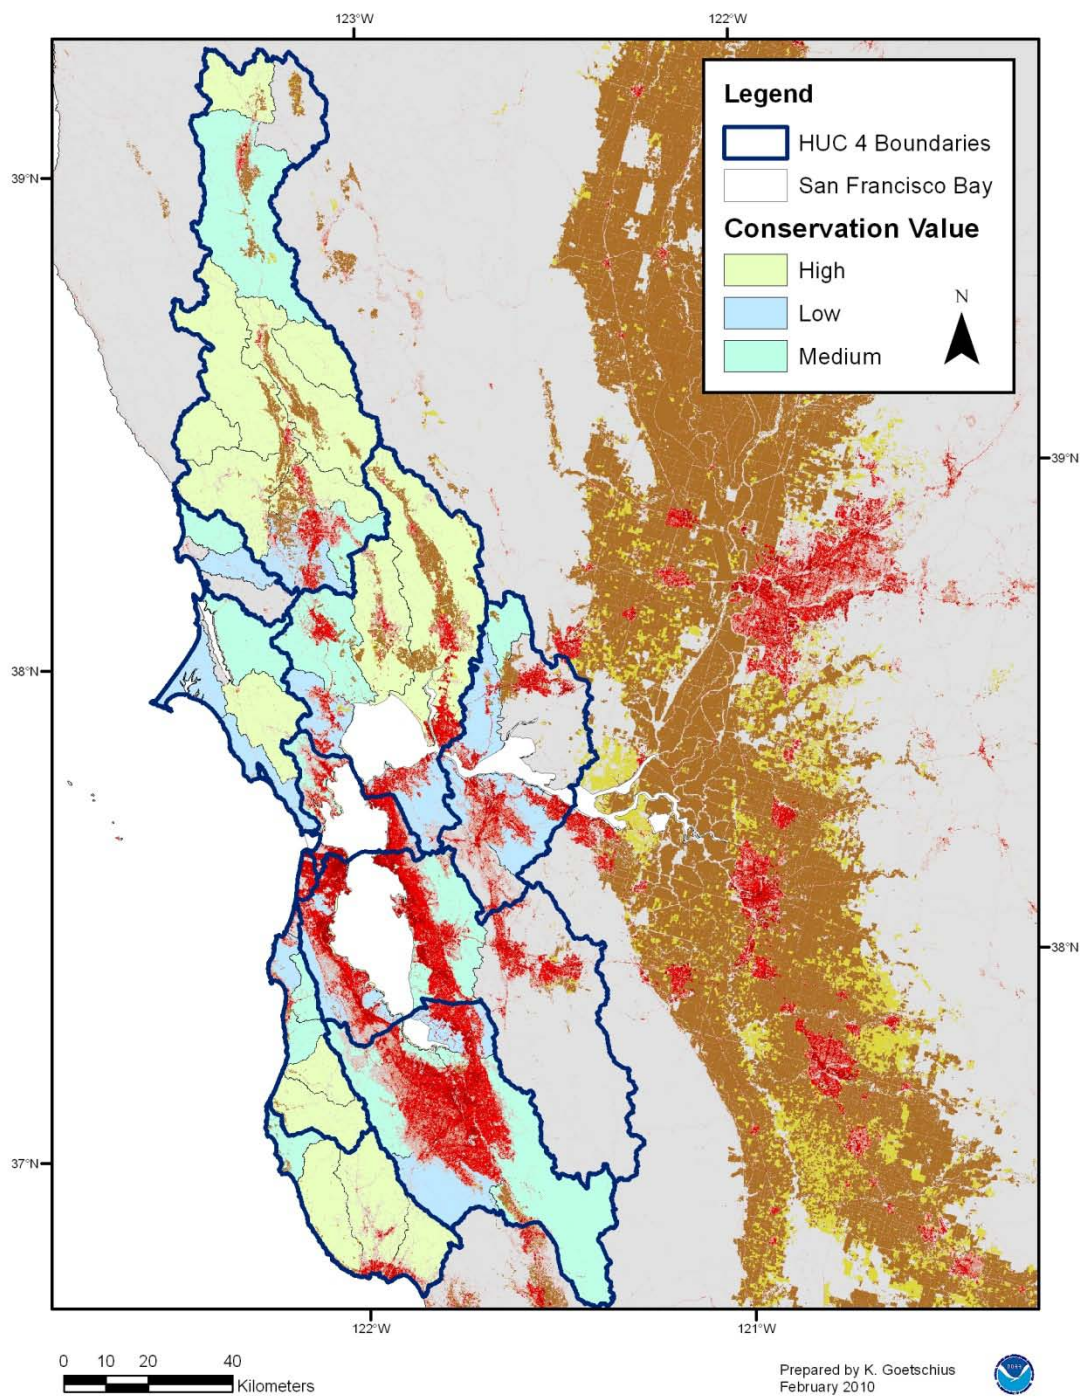 123°W
122°W
Legend
HUC 4 Boundaries
San Francisco Bay
Conservation Value
High
Low
Medium
N
39°N
39°N
38°N
38°N
37°N
122°W
121°W
0 10 20 40
Kilometers
Prepared by K. Goetschius
February 2010